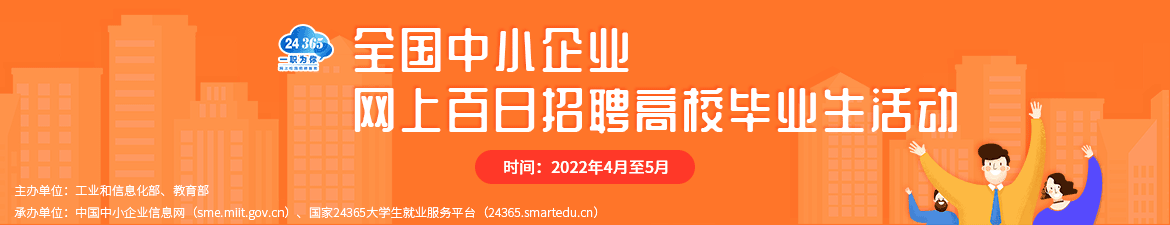 24 365
一职为你
全国中小企业
网上百日招聘高校毕业生活动
时间：2022年4月至5月
主办单位：工业和信息化部、教育部
承办单位：中国中小企业信息网（sme.miit.gov.cn）、国家24365大学生就业服务平台（24365.smartedu.cn）